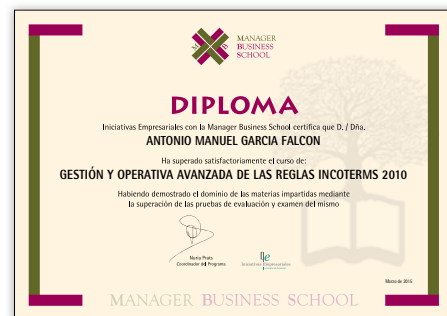 MANAGER
BUSINESS
SCHOOL
M B
DIPLOMA
Iniciativas Empresariales con la Manager Business School certifica que D. / Dña.
ANTONIO MANUEL GARCIA FALCON
Ha superado satisfactoriamente el curso de:
GESTIÓN Y OPERATIVA AVANZADA DE LAS REGLAS INCOTERMS 2010
Habiendo demostrado el dominio de las materias impartidas mediante
la superación de las pruebas de evaluación y examen del mismo
Nuria Prats
Coordinador del Programa
Iniciativas Empresariales
Marzo de 2015
MANAGER BUSINESS SCHOOL